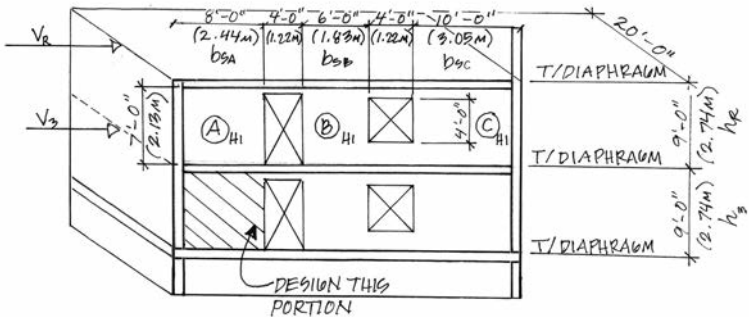 8'-0" 4'-0" 6'-0" 4'-0" 10'-0"
(2.44M) (1.22M) (1.83M) (1.22M) (3.05M)
bSA bSB bSC
20'-0"
VR
V3
T/DIAPHRAGM
7'-0"
(2.13M)
A H1
B H1
4'-0"
C H1
9'-0"
(2.74M)
hR
T/DIAPHRAGM
9'-0"
(2.74M)
h3
T/DIAPHRAGM
DESIGN THIS
PORTION